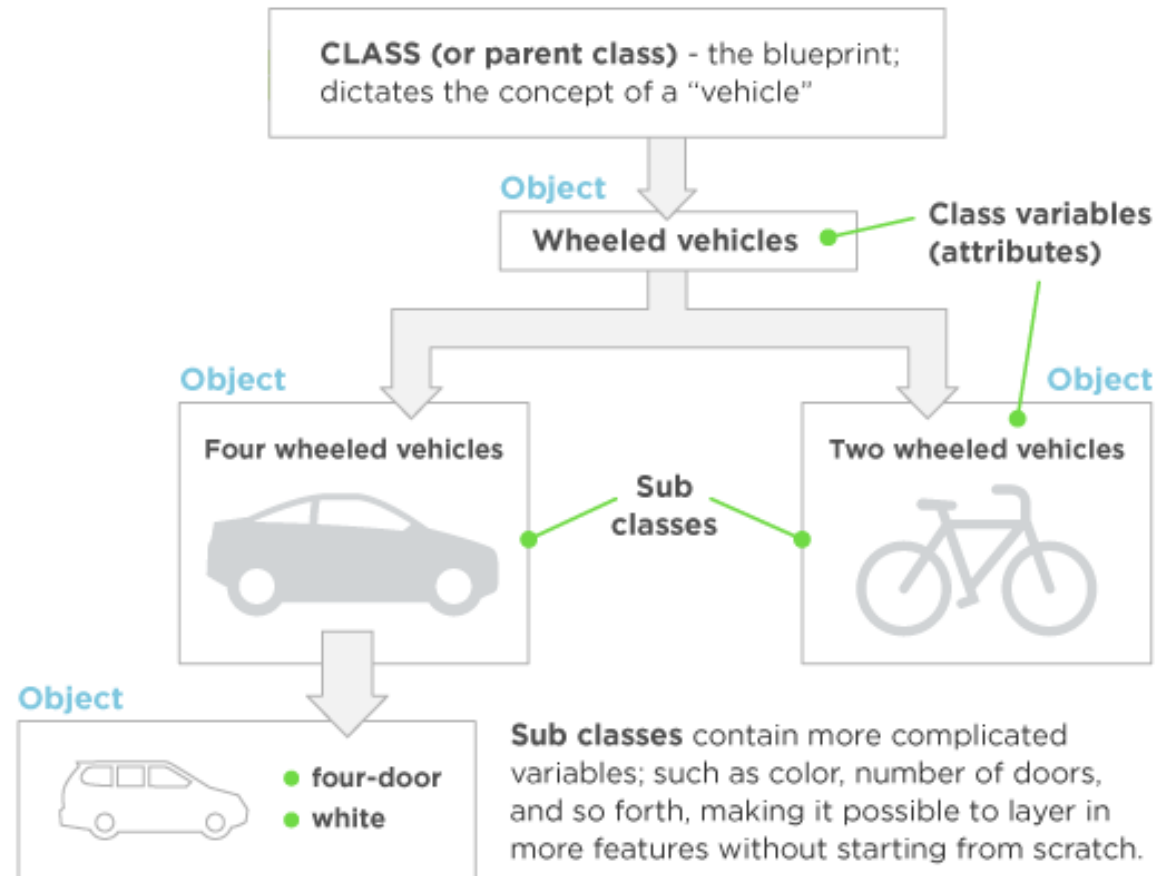 CLASS (or parent class) - the blueprint;
dictates the concept of a “vehicle”
Object
Wheeled vehicles
Class variables
(attributes)
Object
Four wheeled vehicles
Sub
classes
Object
Two wheeled vehicles
Object
four-door
white
Sub classes contain more complicated
variables; such as color, number of doors,
and so forth, making it possible to layer in
more features without starting from scratch.